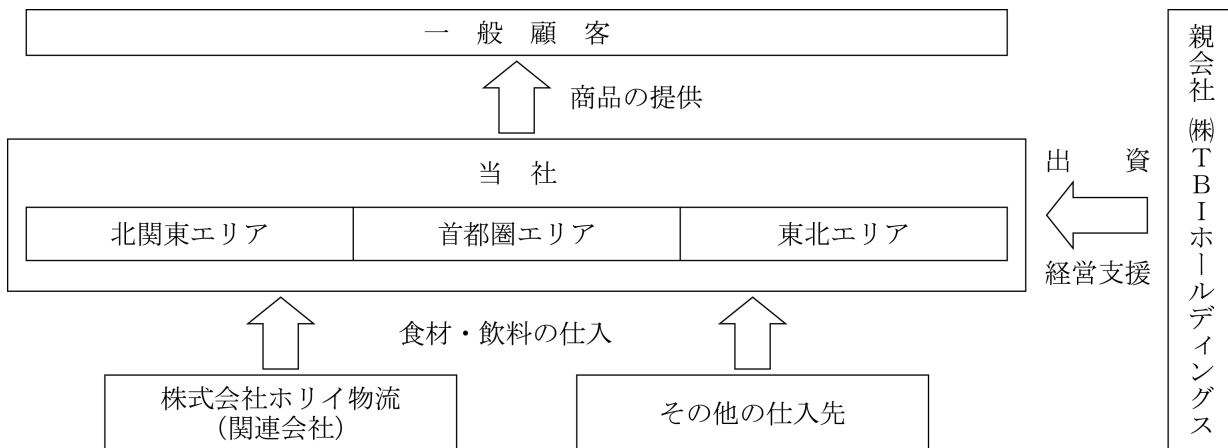 一般顧客
商品の提供
当社
北関東エリア
首都圏エリア
東北エリア
食材・飲料の仕入
株式会社ホリイ物流
(関連会社)
その他の仕入先
出資
経営支援
親会社 ㈱TBIホールディングス